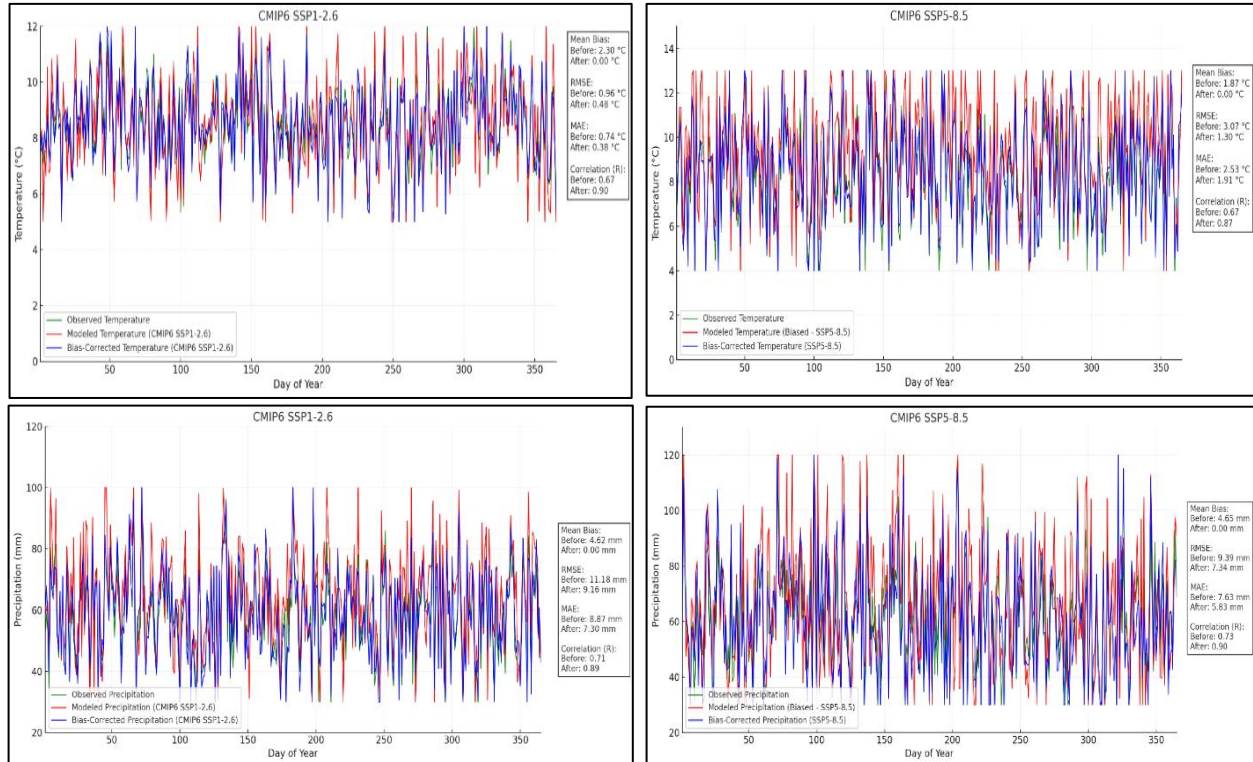 CMIP6 SSP1-2.6
12
10
8
6
4
2
0
Temperature (°C)
50
100
150
200
250
300
350
Day of Year
Observed Temperature
Modeled Temperature (CMIP6 SSP1-2.6)
Bias-Corrected Temperature (CMIP6 SSP1-2.6)
Mean Bias:
Before: 2.30 °C
After: 0.00 °C
RMSE:
Before: 0.96 °C
After: 0.48 °C
MAE:
Before: 0.74 °C
After: 0.38 °C
Correlation (R):
Before: 0.67
After: 0.90
CMIP6 SSP5-8.5
14
12
10
8
6
4
2
0
Temperature (°C)
50
100
150
200
250
300
350
Day of Year
Observed Temperature
Modeled Temperature (Biased - SSP5-8.5)
Bias-Corrected Temperature (SSP5-8.5)
Mean Bias:
Before: 1.87 °C
After: 0.00 °C
RMSE:
Before: 3.07 °C
After: 1.30 °C
MAE:
Before: 2.53 °C
After: 1.91 °C
Correlation (R):
Before: 0.67
After: 0.87
CMIP6 SSP1-2.6
120
100
80
60
40
20
Precipitation (mm)
50
100
150
200
250
300
350
Day of Year
Observed Precipitation
Modeled Precipitation (CMIP6 SSP1-2.6)
Bias-Corrected Precipitation (CMIP6 SSP1-2.6)
Mean Bias:
Before: 4.62 mm
After: 0.00 mm
RMSE:
Before: 11.18 mm
After: 9.16 mm
MAE:
Before: 8.87 mm
After: 7.30 mm
Correlation (R):
Before: 0.71
After: 0.89
CMIP6 SSP5-8.5
120
100
80
60
40
20
Precipitation (mm)
50
100
150
200
250
300
350
Day of Year
Observed Precipitation
Modeled Precipitation (Biased - SSP5-8.5)
Bias-Corrected Precipitation (SSP5-8.5)
Mean Bias:
Before: 4.65 mm
After: 0.00 mm
RMSE:
Before: 9.39 mm
After: 7.34 mm
MAE:
Before: 7.63 mm
After: 5.83 mm
Correlation (R):
Before: 0.73
After: 0.90